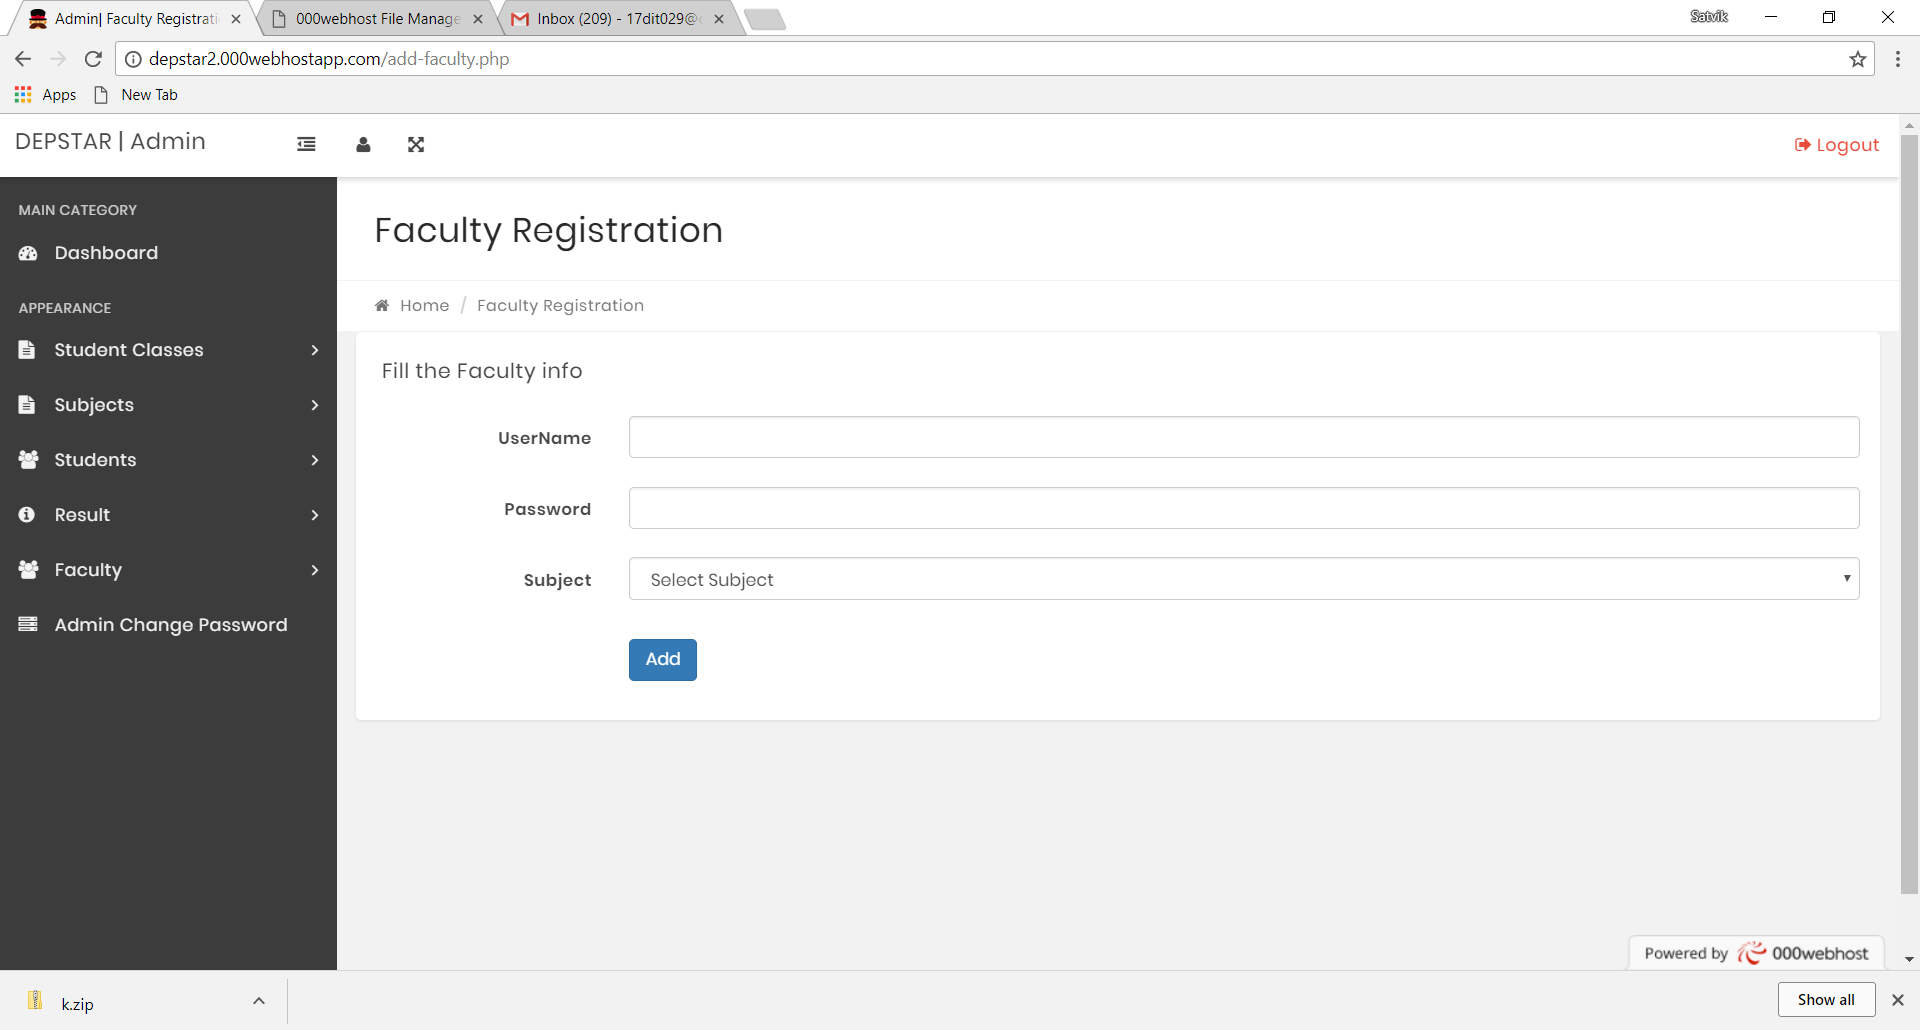 Admin| Faculty Registrati
000webhost File Manage
Inbox (209) - 17dit029@
Satvik
depstar2.000webhostapp.com/add-faculty.php
Apps
New Tab
DEPSTAR | Admin
Logout
MAIN CATEGORY
Dashboard
APPEARANCE
Student Classes
Subjects
Students
Result
Faculty
Admin Change Password
Faculty Registration
Home / Faculty Registration
Fill the Faculty info
UserName
Password
Subject
Select Subject
Add
Powered by 000webhost
k.zip
Show all